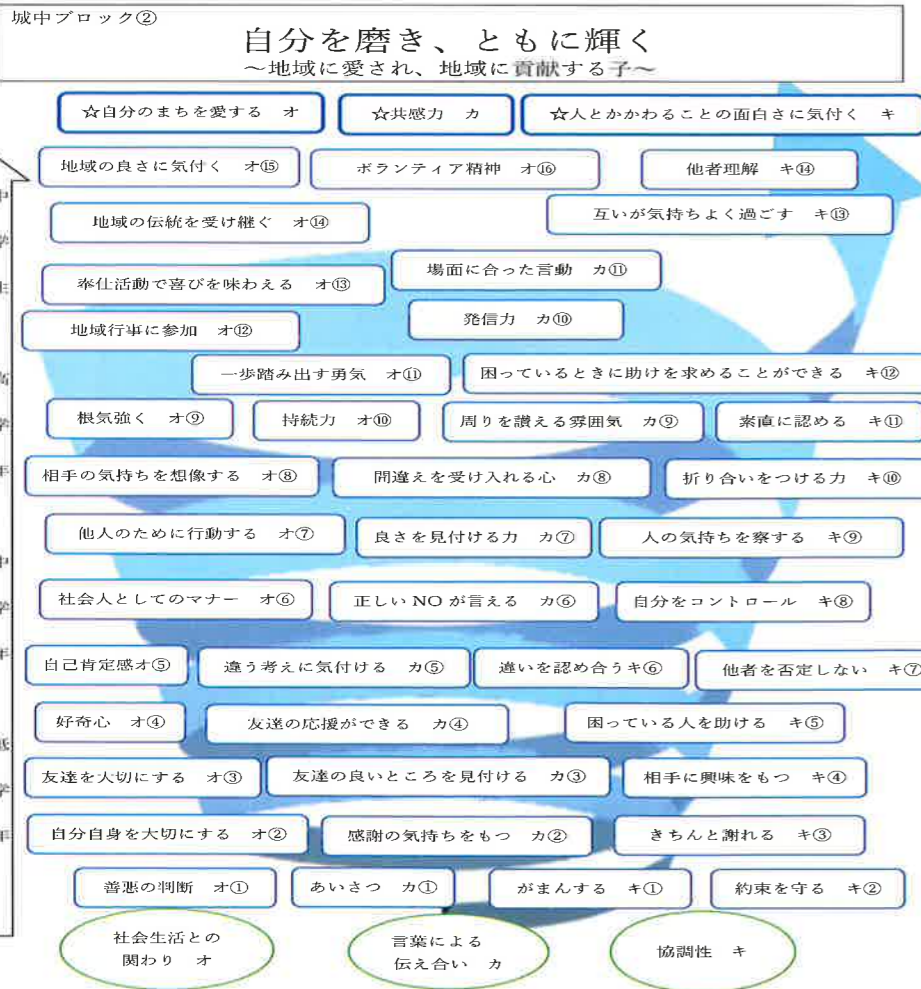 城中ブロック②
自分を磨き、ともに輝く
～地域に愛され、地域に貢献する子～
☆自分のまちを愛する　オ
☆共感力　カ
☆人とかかわることの面白さに気付く　キ
地域の良さに気付く　オ⑮
ボランティア精神　オ⑯
他者理解　キ⑭
地域の伝統を受け継ぐ　オ⑭
互いが気持ちよく過ごす　キ⑬
奉仕活動で喜びを味わえる　オ⑬
場面に合った言動　カ⑪
地域行事に参加　オ⑫
発信力　カ⑩
一歩踏み出す勇気　オ⑪
困っているときに助けを求めることができる　キ⑫
根気強く　オ⑨
持続力　オ⑩
周りを讃える雰囲気　カ⑨
素直に認める　キ⑪
相手の気持ちを想像する　オ⑧
間違えを受け入れる心　カ⑧
折り合いをつける力　キ⑩
他人のために行動する　オ⑦
良さを見付ける力　カ⑦
人の気持ちを察する　キ⑨
社会人としてのマナー　オ⑥
正しい NO が言える　カ⑥
自分をコントロール　キ⑧
自己肯定感オ⑤
違う考えに気付ける　カ⑤
違いを認め合うキ⑥
他者を否定しない　キ⑦
好奇心　オ④
友達の応援ができる　カ④
困っている人を助ける　キ⑤
友達を大切にする　オ③
友達の良いところを見付ける　カ③
相手に興味をもつ　キ④
自分自身を大切にする　オ②
感謝の気持ちをもつ　カ②
きちんと謝れる　キ③
善悪の判断　オ①
あいさつ　カ①
がまんする　キ①
約束を守る　キ②
社会生活との
関わり　オ
言葉による
伝え合い　カ
協調性　キ